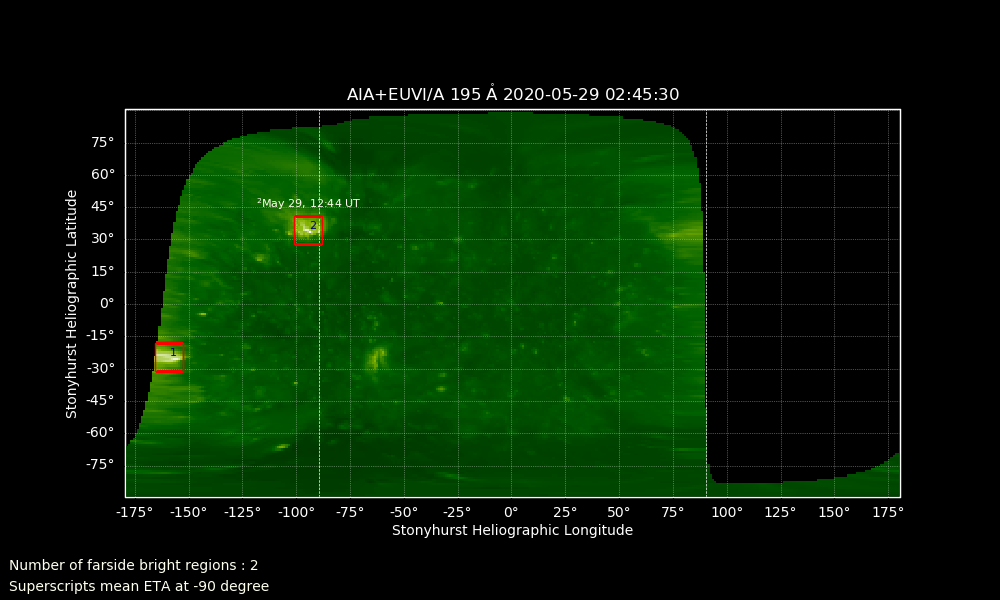 AIA+EUVI/A 195 Å 2020-05-29 02:45:30
Stonyhurst Heliographic Latitude
75°
60°
45°
30°
15°
0°
-15°
-30°
-45°
-60°
-75°
²May 29, 12:44 UT
2
1
-175° -150° -125° -100° -75° -50° -25° 0° 25° 50° 75° 100° 125° 150° 175°
Stonyhurst Heliographic Longitude
Number of farside bright regions : 2
Superscripts mean ETA at -90 degree